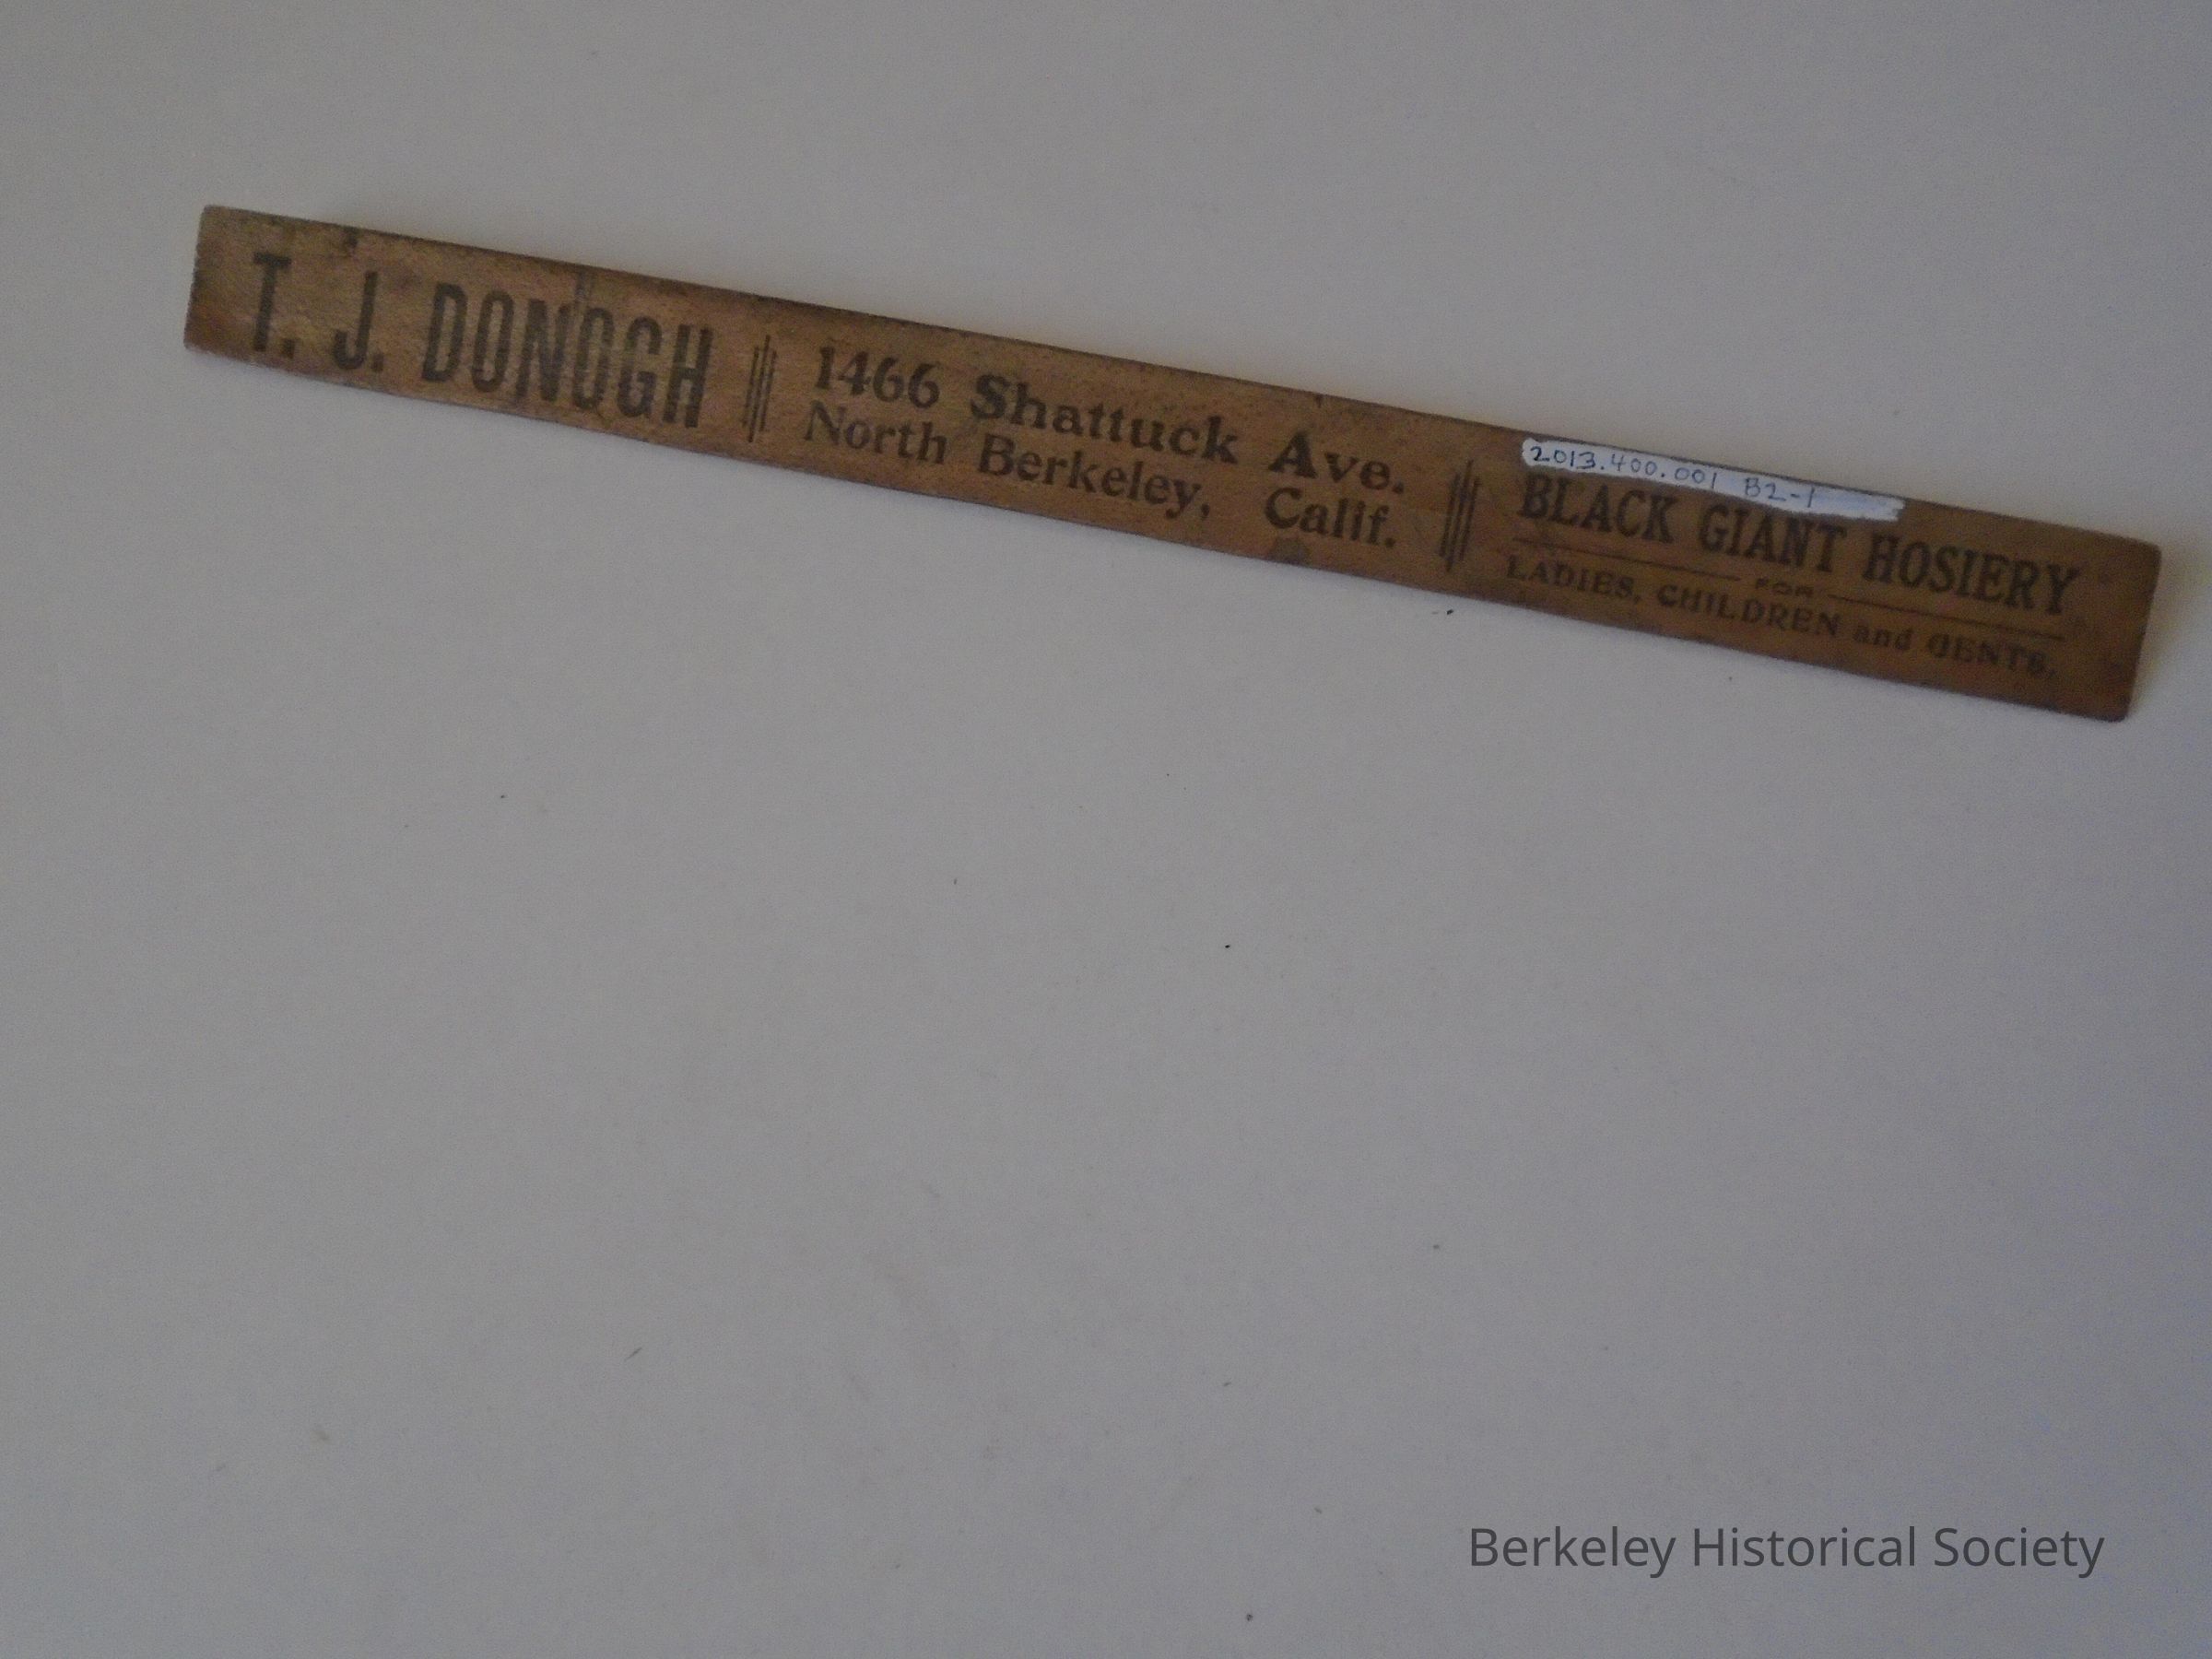 T. J. DONOGH
1466 Shattuck Ave.
North Berkeley, Calif.
2013.400.001 B2-1
BLACK GIANT HOSIERY
FOR
LADIES, CHILDREN and GENTS,
Berkeley Historical Society